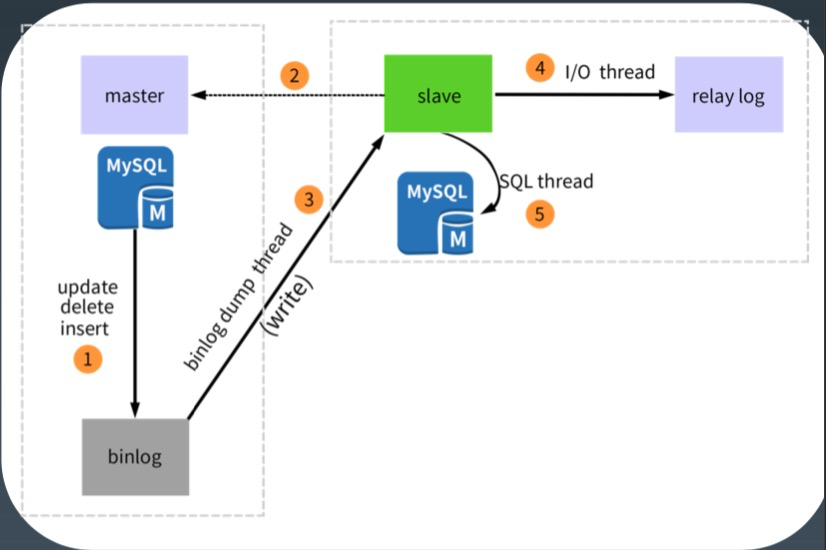 master
2
slave
4
I/O thread
relay log
MySQL
M
MySQL
M
SQL thread
5
3
binlog dump thread
(write)
update
delete
insert
1
binlog